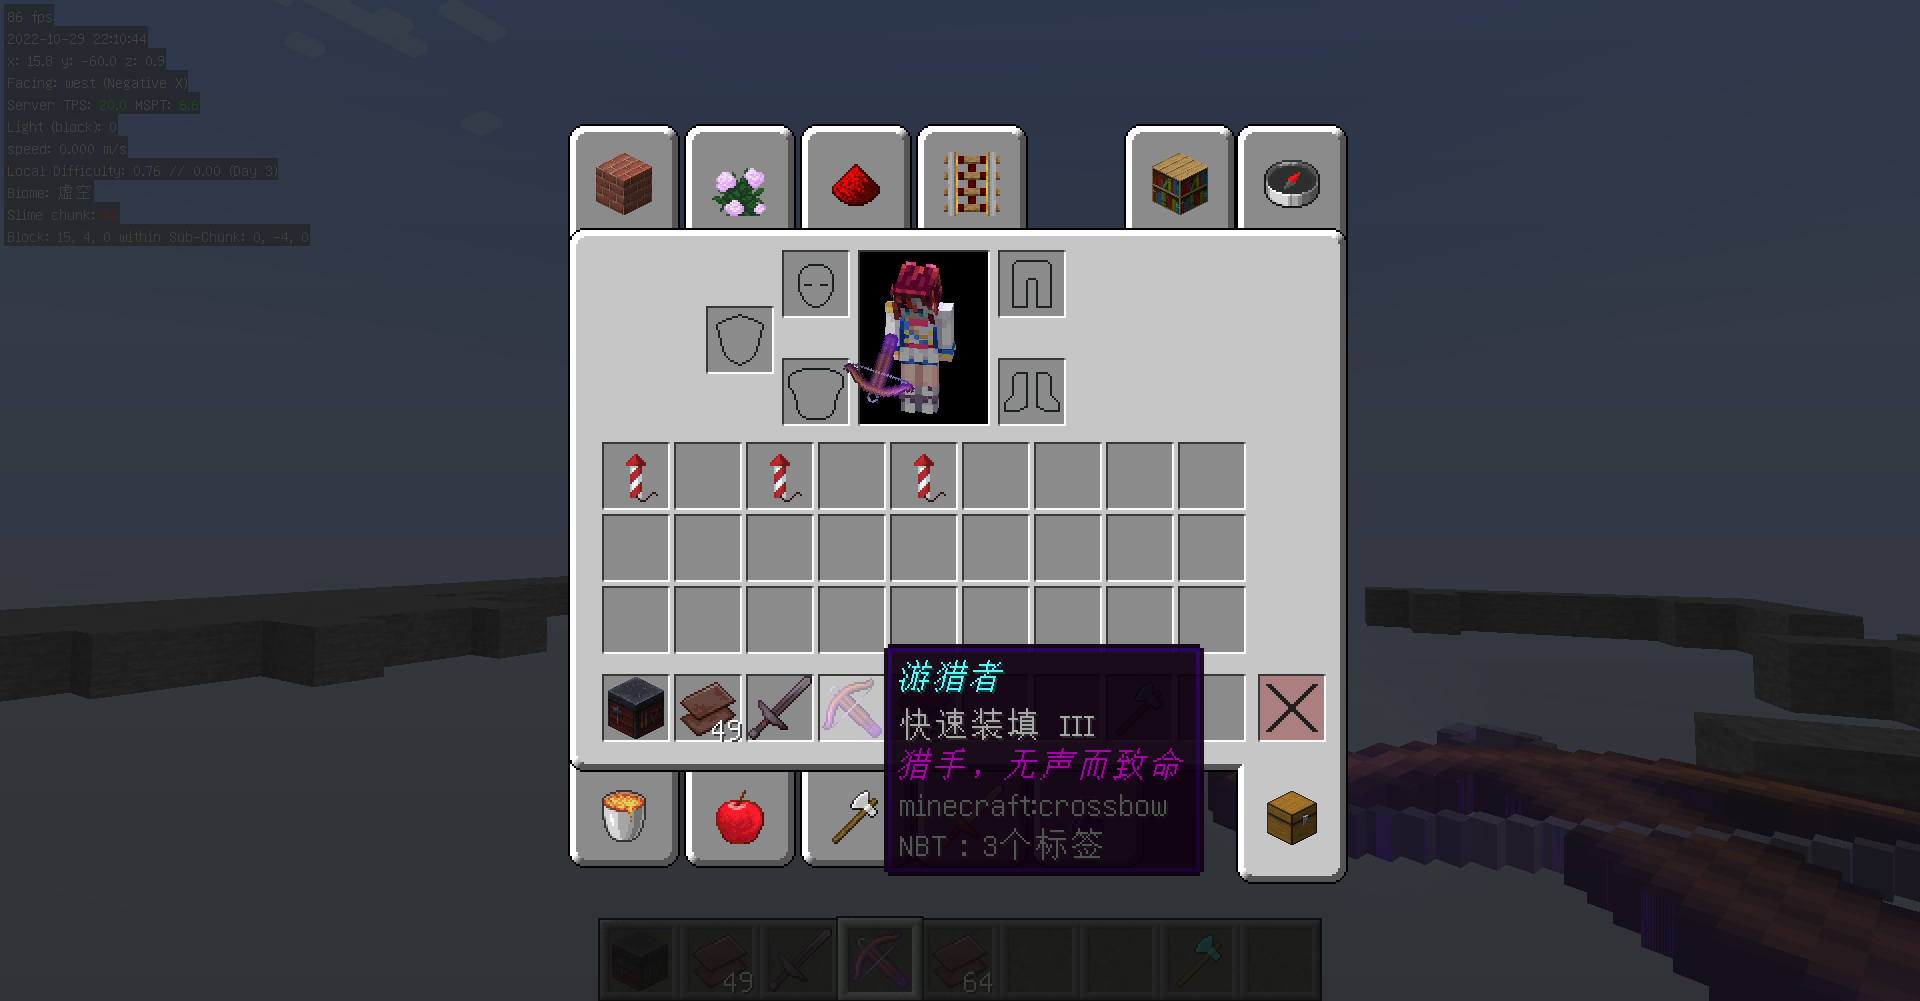 86 fps
2022-10-29 22:10:44
x: 15.8 y: -60.0 z: 0.9
Facing: west (Negative X)
Server TPS: 20.0 MSPT: 6.6
Light (block): 0
speed: 0.000 m/s
Local Difficulty: 0.76 // 0.00 (Day 3)
Biome: 虚空
Slime chunk:
Block: 15, 4, 0 within Sub-Chunk: 0, -4, 0
49
游猎者
快速装填 III
猎手，无声而致命
minecraft:crossbow
NBT：3个标签
49
64